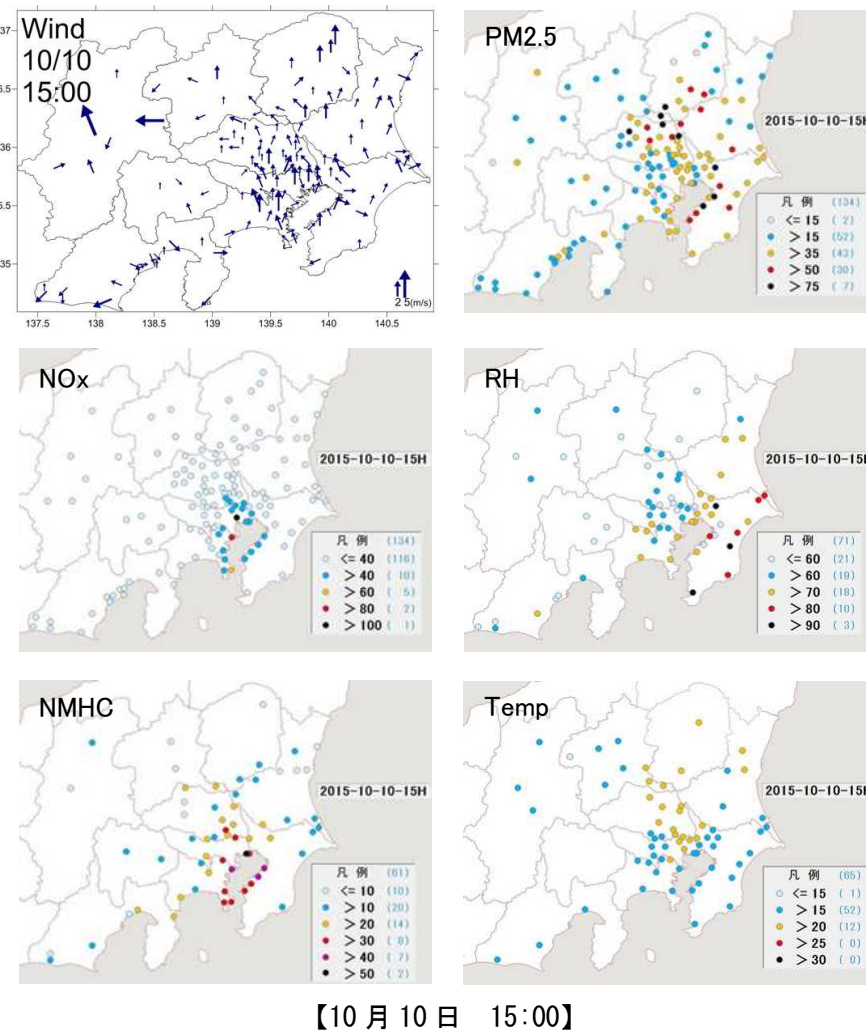 Wind
10/10
15:00
37
6.5
36
5.5
35
137.5 138 138.5 139 139.5 140 140.5
2 5(m/s)
PM2.5
2015-10-10-15H
凡 例 (134)
<= 15 ( 2)
> 15 (52)
> 35 (43)
> 50 (30)
> 75 ( 7)
NOx
2015-10-10-15H
凡 例 (134)
<= 40 (116)
> 40 ( 10)
> 60 ( 5)
> 80 ( 2)
> 100 ( 1)
RH
2015-10-10-15H
凡 例 (71)
<= 60 (21)
> 60 (19)
> 70 (18)
> 80 (10)
> 90 ( 3)
NMHC
2015-10-10-15H
凡 例 (61)
<= 10 (10)
> 10 (20)
> 20 (14)
> 30 ( 8)
> 40 ( 7)
> 50 ( 2)
Temp
2015-10-10-15H
凡 例 (65)
<= 15 ( 1)
> 15 (52)
> 20 (12)
> 25 ( 0)
> 30 ( 0)
【10 月 10 日 15:00】